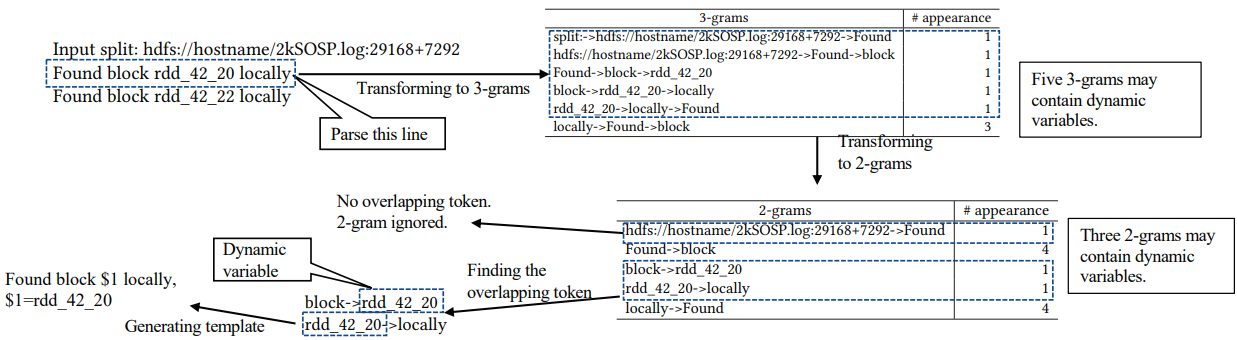 Input split: hdfs://hostname/2kSOSP.log:29168+7292
Found block rdd_42_20 locally
Found block rdd_42_22 locally
Parse this line
Transforming to 3-grams
3-grams # appearance
split:->hdfs://hostname/2kSOSP.log:29168+7292->Found 1
hdfs://hostname/2kSOSP.log:29168+7292->Found->block 1
Found->block->rdd_42_20 1
block->rdd_42_20->locally 1
rdd_42_20->locally->Found 1
locally->Found->block 3
Five 3-grams may
contain dynamic
variables.
Transforming
to 2-grams
2-grams # appearance
hdfs://hostname/2kSOSP.log:29168+7292->Found 1
Found->block 4
block->rdd_42_20 1
rdd_42_20->locally 1
locally->Found 4
Three 2-grams may
contain dynamic
variables.
No overlapping token.
2-gram ignored.
Finding the
overlapping token
Dynamic
variable
block->rdd_42_20
rdd_42_20->locally
Generating template
Found block $1 locally,
$1=rdd_42_20